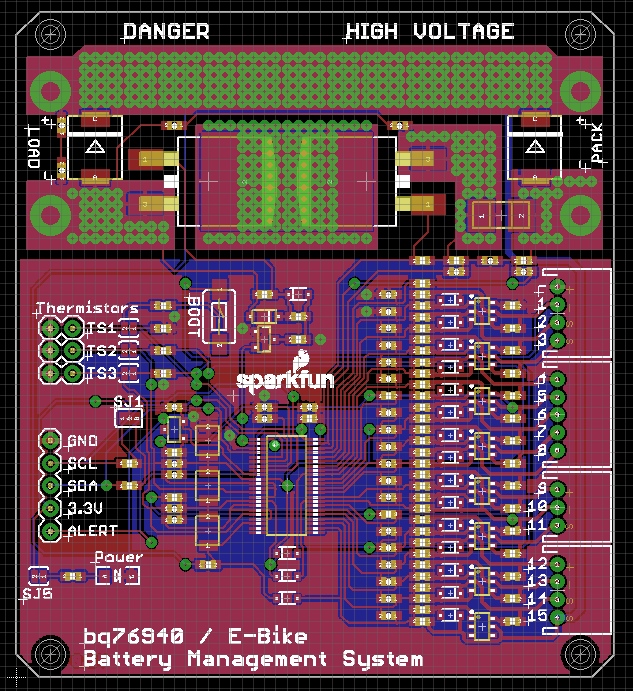 DANGER HIGH VOLTAGE
LOAD
PACK
+
-
Thermistors
TS1
TS2
TS3
BOOT
sparkfun
SJ1
GND
SCL
SDA
3.3V
ALERT
Power
SJ5
1
2
3
4
5
6
7
8
9
10
11
12
13
14
15
bq76940 / E-Bike
Battery Management System